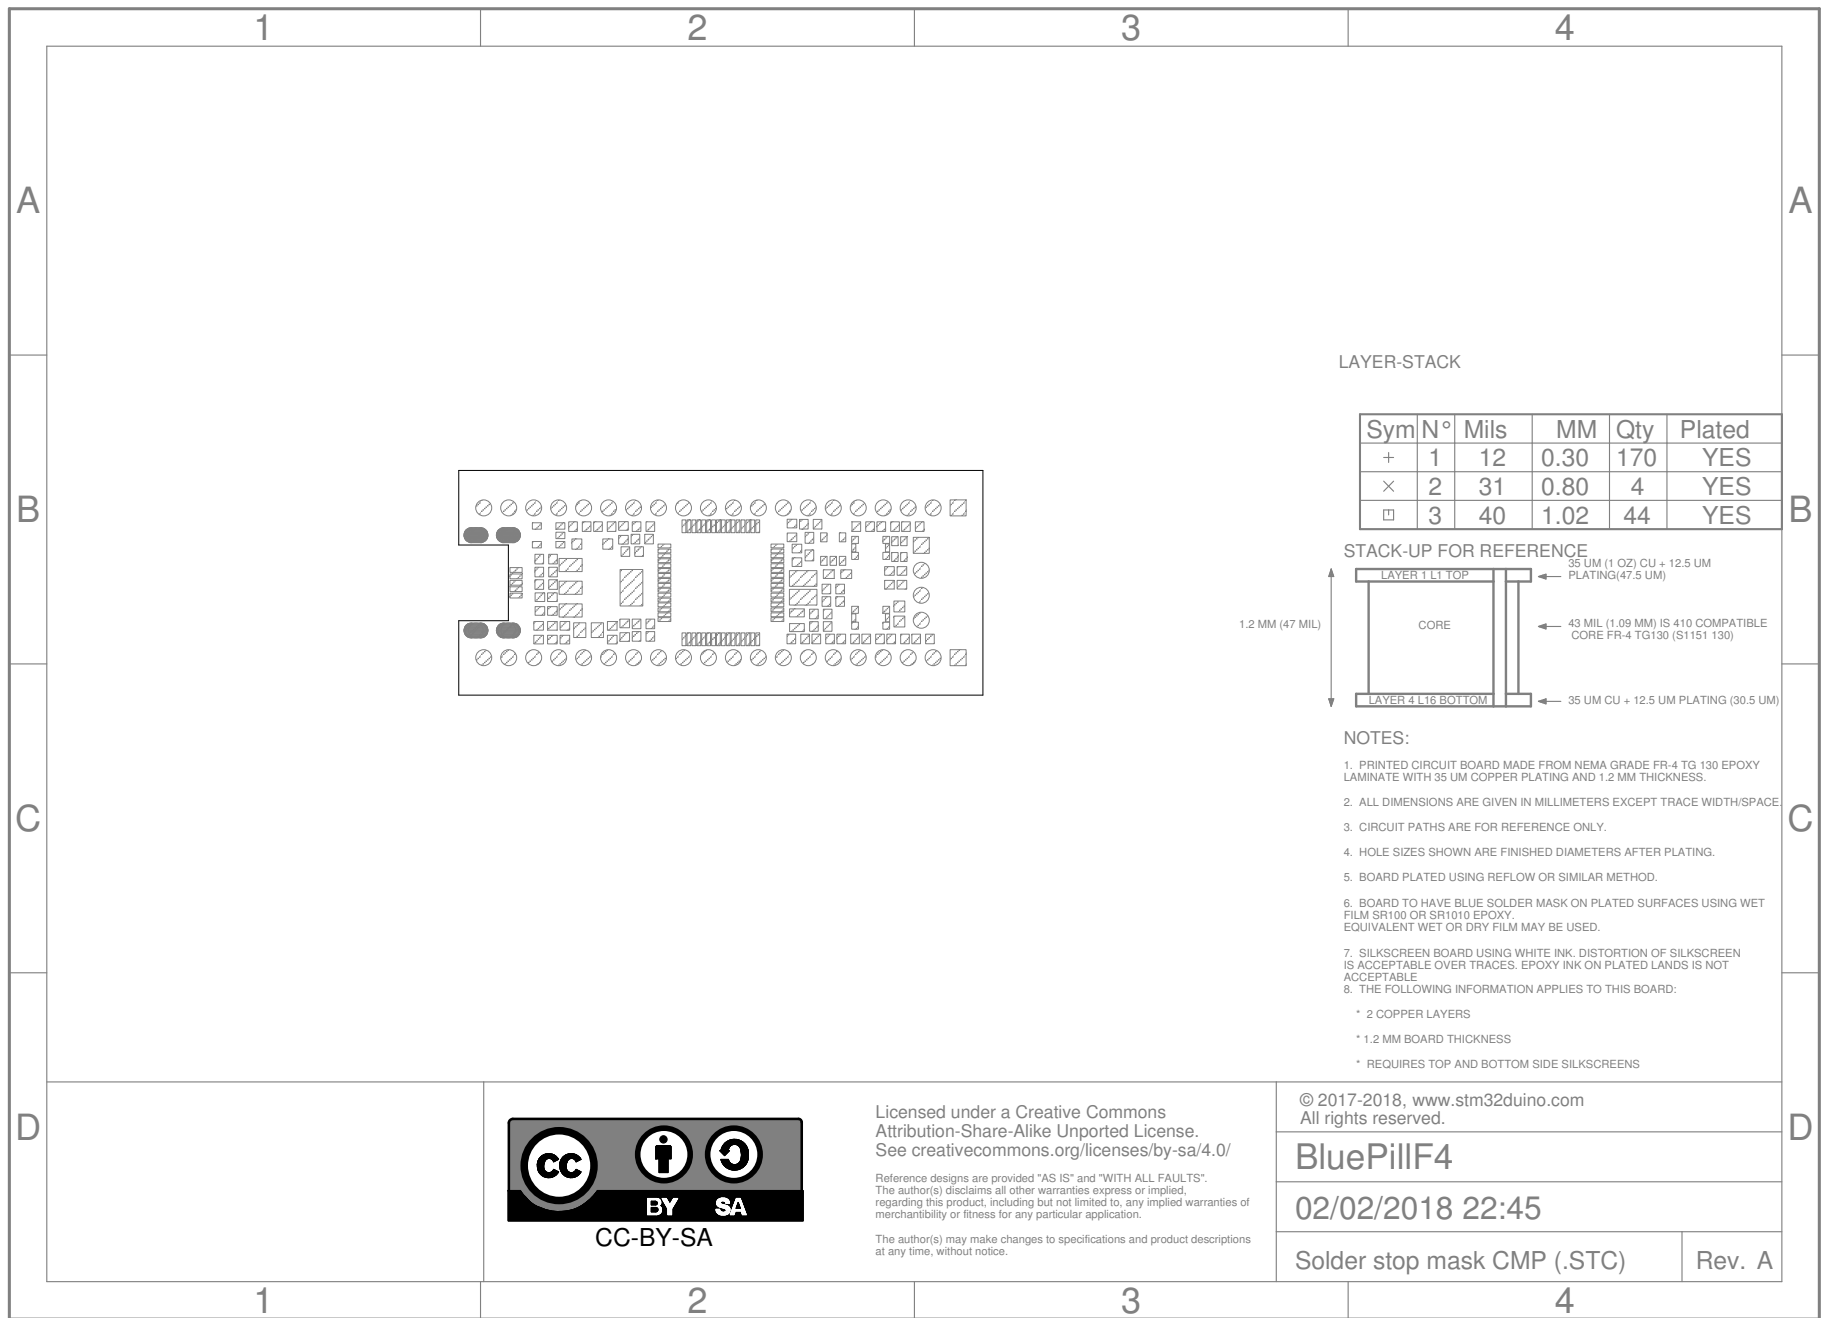 1 2 3 4
A A
LAYER-STACK
Sym N° Mils MM Qty Plated
+ 1 12 0.30 170 YES
× 2 31 0.80 4 YES
3 40 1.02 44 YES
B B
STACK-UP FOR REFERENCE
35 UM (1 OZ) CU + 12.5 UM
PLATING(47.5 UM)
LAYER 1 L1 TOP
1.2 MM (47 MIL)
CORE
43 MIL (1.09 MM) IS 410 COMPATIBLE
CORE FR-4 TG130 (S1151 130)
LAYER 4 L16 BOTTOM
35 UM CU + 12.5 UM PLATING (30.5 UM)
NOTES:
1. PRINTED CIRCUIT BOARD MADE FROM NEMA GRADE FR-4 TG 130 EPOXY
LAMINATE WITH 35 UM COPPER PLATING AND 1.2 MM THICKNESS.
2. ALL DIMENSIONS ARE GIVEN IN MILLIMETERS EXCEPT TRACE WIDTH/SPACE.
C C
3. CIRCUIT PATHS ARE FOR REFERENCE ONLY.
4. HOLE SIZES SHOWN ARE FINISHED DIAMETERS AFTER PLATING.
5. BOARD PLATED USING REFLOW OR SIMILAR METHOD.
6. BOARD TO HAVE BLUE SOLDER MASK ON PLATED SURFACES USING WET
FILM SR100 OR SR1010 EPOXY.
EQUIVALENT WET OR DRY FILM MAY BE USED.
7. SILKSCREEN BOARD USING WHITE INK. DISTORTION OF SILKSCREEN
IS ACCEPTABLE OVER TRACES. EPOXY INK ON PLATED LANDS IS NOT
ACCEPTABLE
8. THE FOLLOWING INFORMATION APPLIES TO THIS BOARD:
* 2 COPPER LAYERS
* 1.2 MM BOARD THICKNESS
* REQUIRES TOP AND BOTTOM SIDE SILKSCREENS
D D
cc
BY SA
CC-BY-SA
Licensed under a Creative Commons
Attribution-Share-Alike Unported License.
See creativecommons.org/licenses/by-sa/4.0/
Reference designs are provided "AS IS" and "WITH ALL FAULTS".
The author(s) disclaims all other warranties express or implied,
regarding this product, including but not limited to, any implied warranties of
merchantibility or fitness for any particular application.
The author(s) may make changes to specifications and product descriptions
at any time, without notice.
© 2017-2018, www.stm32duino.com
All rights reserved.
BluePillF4
02/02/2018 22:45
Solder stop mask CMP (.STC) Rev. A
1 2 3 4